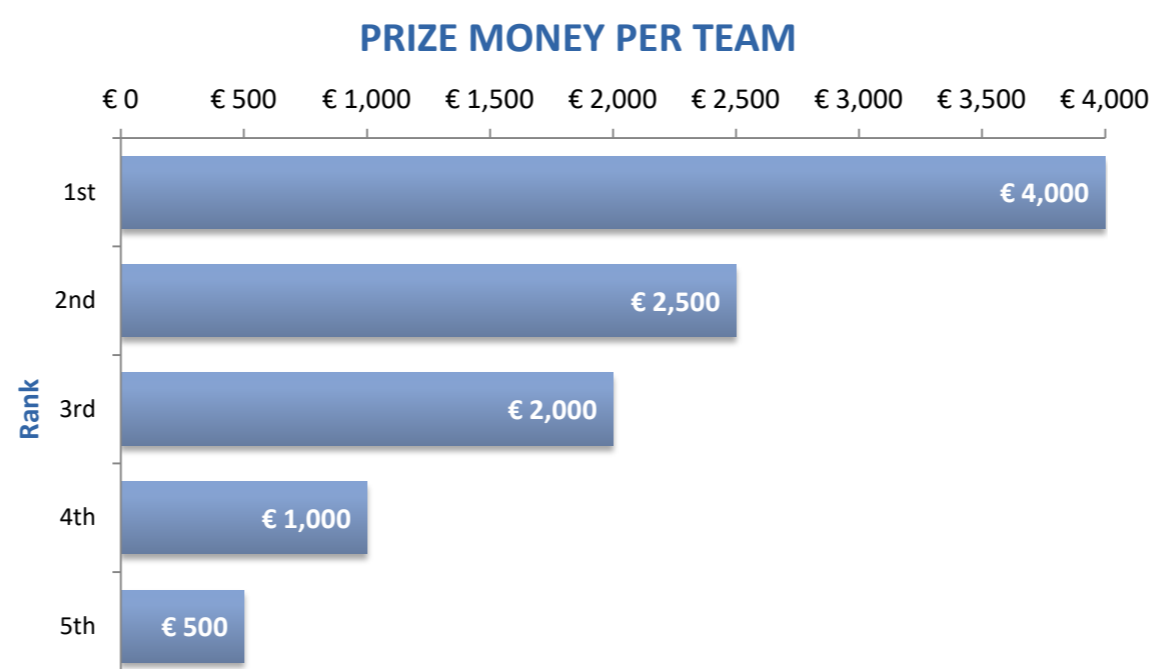 PRIZE MONEY PER TEAM
€ 0 € 500 € 1,000 € 1,500 € 2,000 € 2,500 € 3,000 € 3,500 € 4,000
1st € 4,000
2nd € 2,500
Rank
3rd € 2,000
4th € 1,000
5th € 500